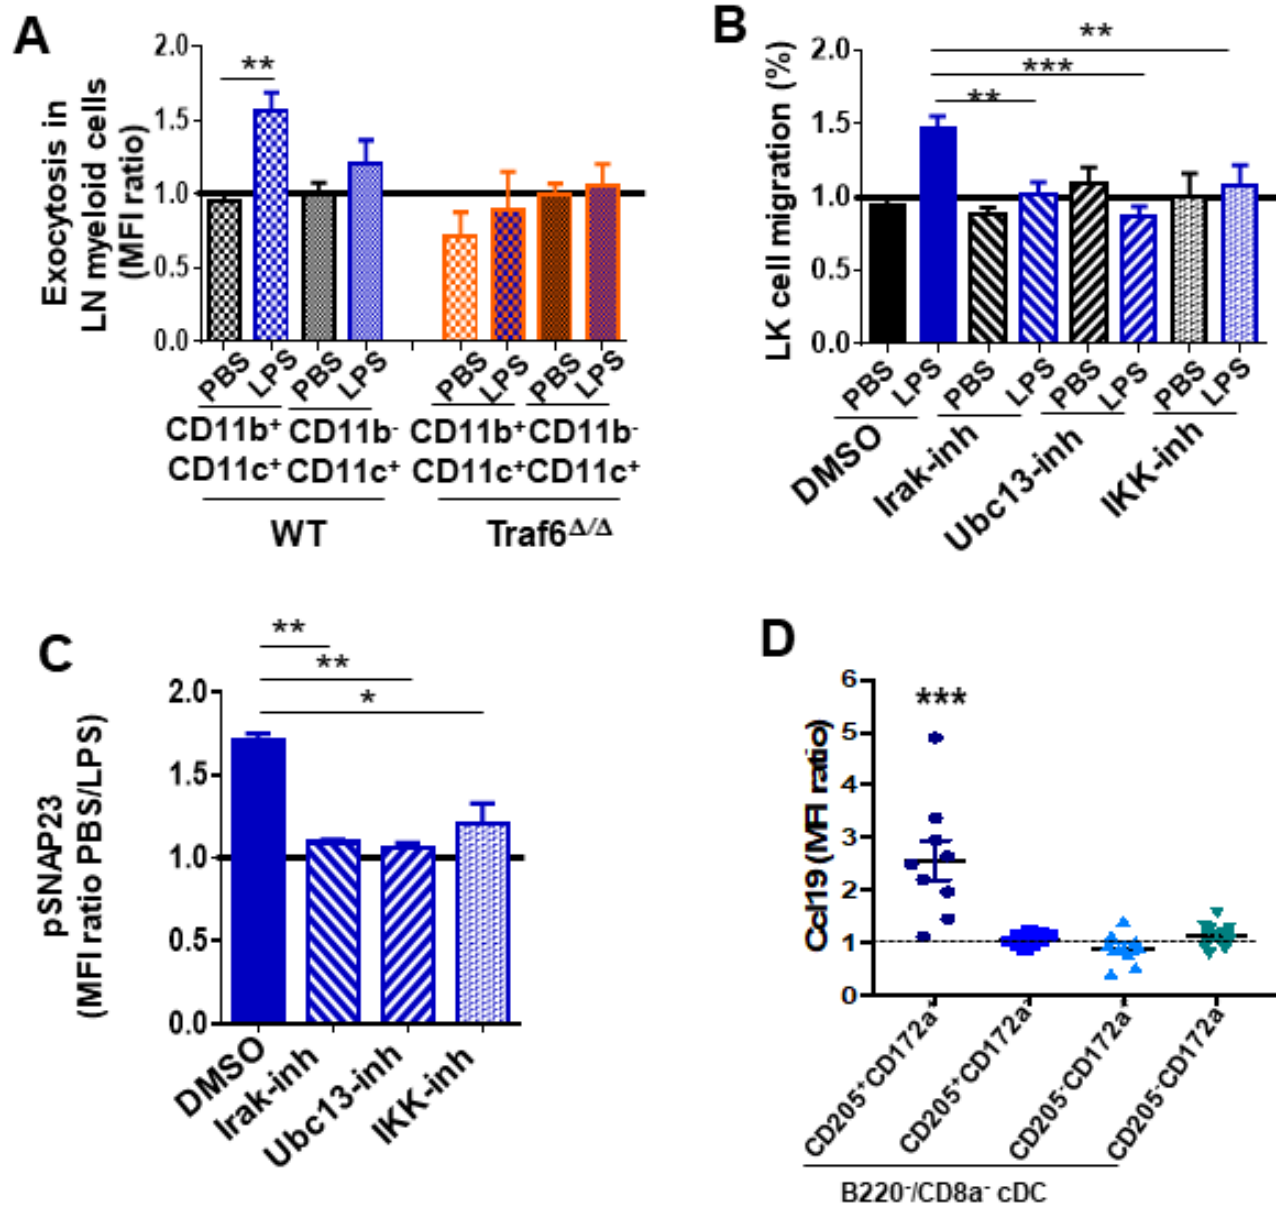 A
Exocytosis in
LN myeloid cells
(MFI ratio)
2.0
1.5
1.0
0.5
0.0
**
PBS LPS PBS LPS PBS LPS PBS LPS
CD11b⁺ CD11b⁻ CD11b⁺ CD11b⁻
CD11c⁺ CD11c⁺ CD11c⁺ CD11c⁺
WT Traf6Δ/Δ
B
LK cell migration (%)
2.0
1.5
1.0
0.5
0.0
**
***
**
PBS LPS PBS LPS PBS LPS PBS LPS
DMSO Irak-inh Ubc13-inh IKK-inh
C
pSNAP23
(MFI ratio PBS/LPS)
2.0
1.5
1.0
0.5
0.0
**
**
*
DMSO Irak-inh Ubc13-inh IKK-inh
D
Ccl19 (MFI ratio)
6
5
4
3
2
1
0
***
CD205⁺CD172a⁻ CD205⁺CD172a CD205⁻CD172a⁻ CD205⁻CD172a
B220⁻/CD8a⁻ cDC